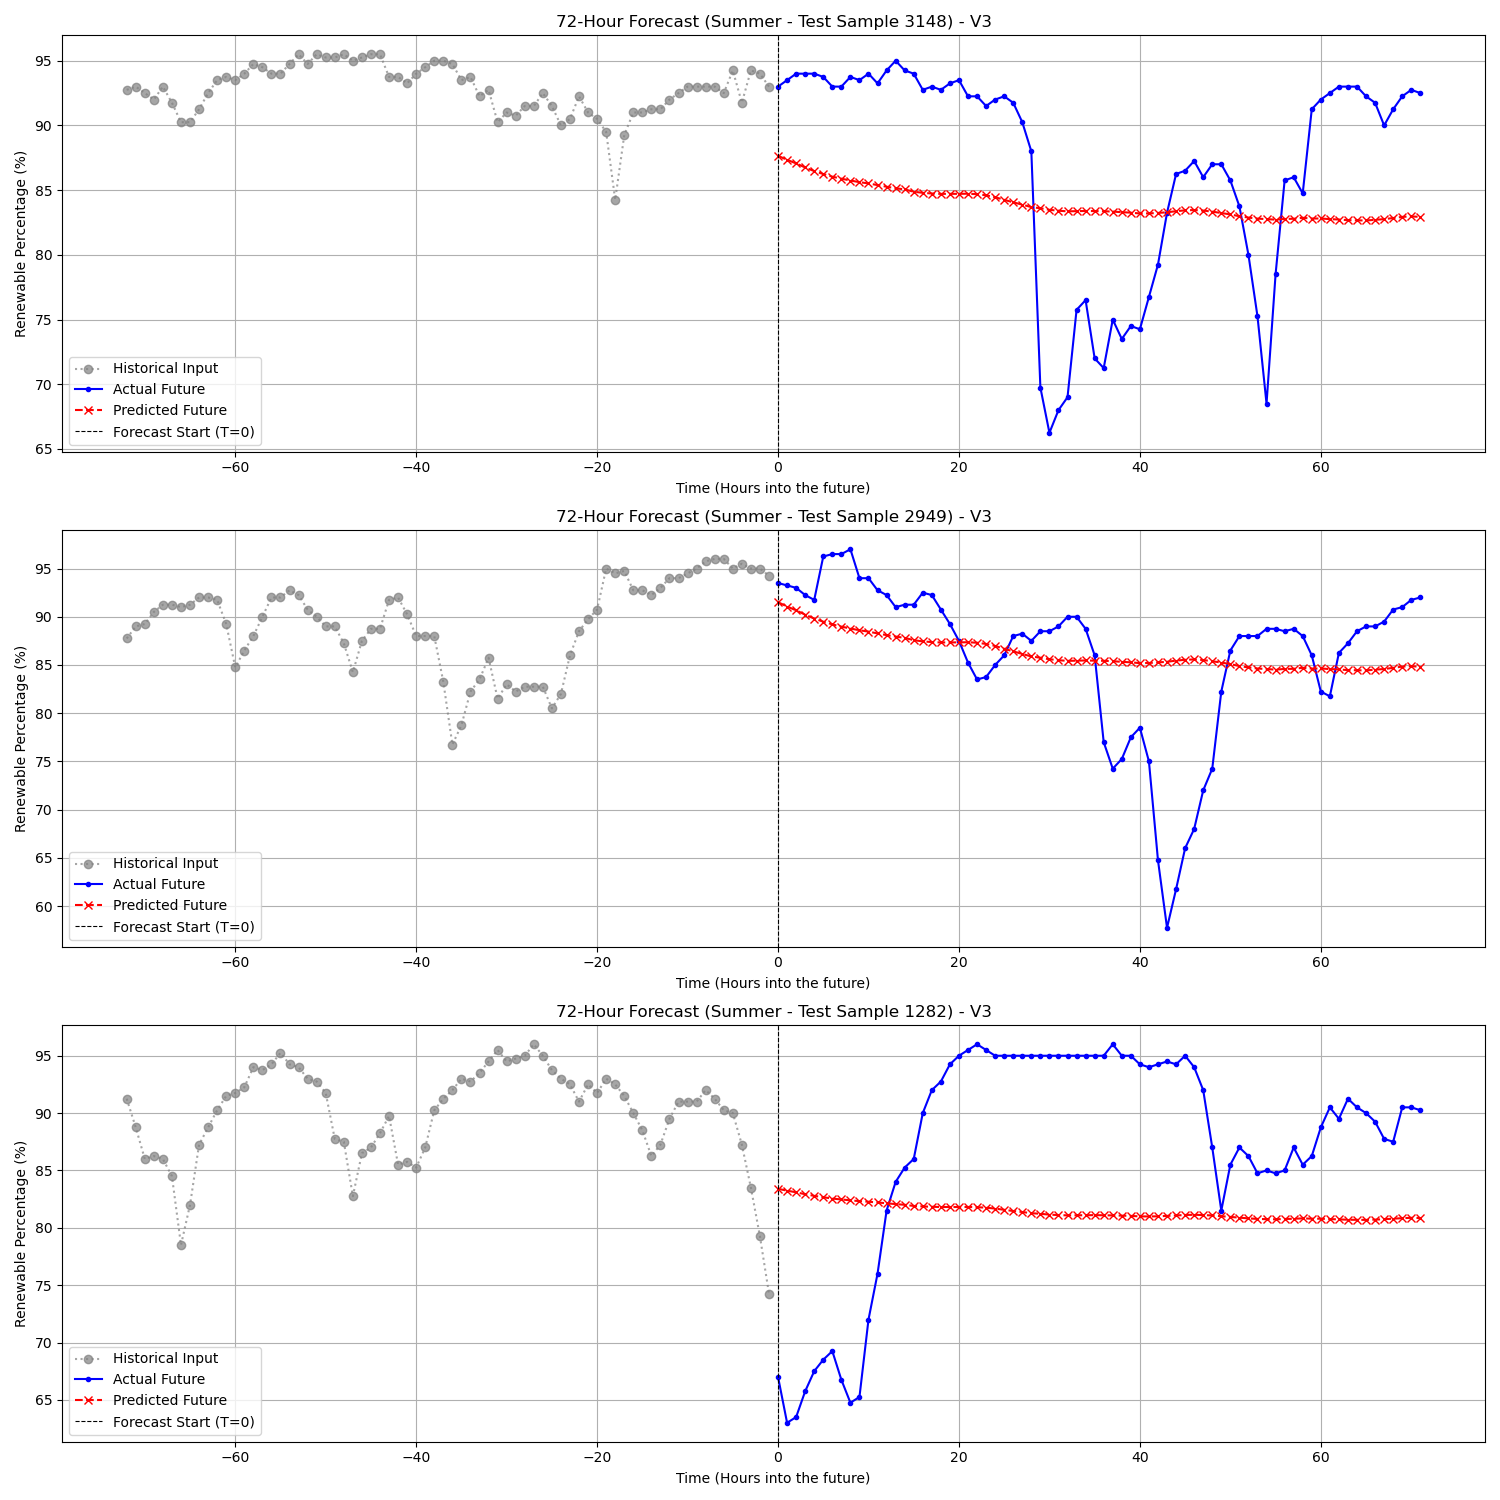 72-Hour Forecast (Summer - Test Sample 3148) - V3
Renewable Percentage (%)
95
90
85
80
75
70
65
Historical Input
Actual Future
Predicted Future
Forecast Start (T=0)
−60 −40 −20 0 20 40 60
Time (Hours into the future)
72-Hour Forecast (Summer - Test Sample 2949) - V3
Renewable Percentage (%)
95
90
85
80
75
70
65
60
Historical Input
Actual Future
Predicted Future
Forecast Start (T=0)
−60 −40 −20 0 20 40 60
Time (Hours into the future)
72-Hour Forecast (Summer - Test Sample 1282) - V3
Renewable Percentage (%)
95
90
85
80
75
70
65
Historical Input
Actual Future
Predicted Future
Forecast Start (T=0)
−60 −40 −20 0 20 40 60
Time (Hours into the future)